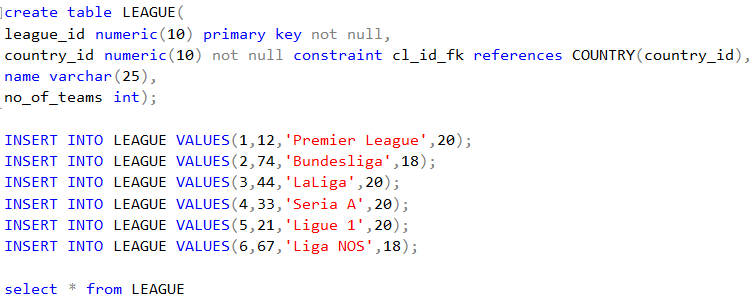 create table LEAGUE(
league_id numeric(10) primary key not null,
country_id numeric(10) not null constraint cl_id_fk references COUNTRY(country_id),
name varchar(25),
no_of_teams int);
INSERT INTO LEAGUE VALUES(1,12,'Premier League',20);
INSERT INTO LEAGUE VALUES(2,74,'Bundesliga',18);
INSERT INTO LEAGUE VALUES(3,44,'LaLiga',20);
INSERT INTO LEAGUE VALUES(4,33,'Seria A',20);
INSERT INTO LEAGUE VALUES(5,21,'Ligue 1',20);
INSERT INTO LEAGUE VALUES(6,67,'Liga NOS',18);
select * from LEAGUE